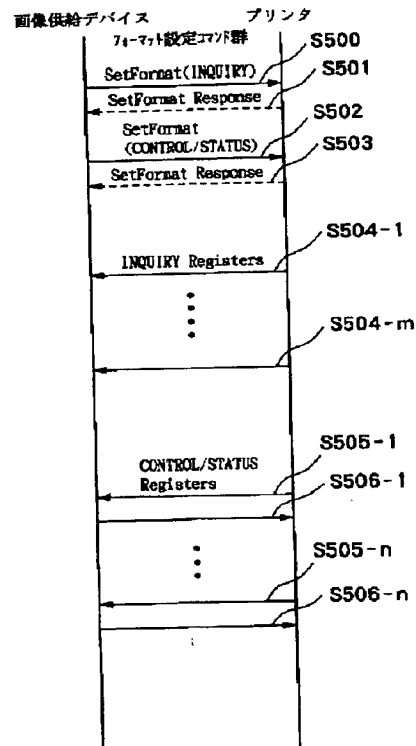 画像供給デバイス
プリンタ
フォーマット設定コマンド群
S500
SetFormat(INQUIRY)
S501
SetFormat Response
S502
SetFormat
(CONTROL/STATUS)
S503
SetFormat Response
S504-1
INQUIRY Registers
S504-m
S505-1
CONTROL/STATUS
Registers
S506-1
S505-n
S506-n